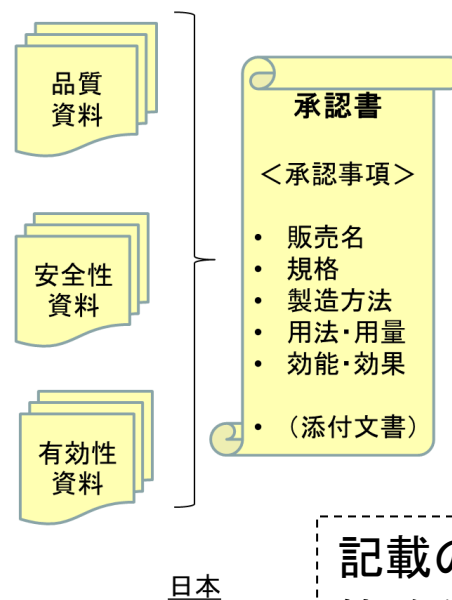 品質
資料
安全性
資料
有効性
資料
承認書
＜承認事項＞
• 販売名
• 規格
• 製造方法
• 用法･用量
• 効能･効果
• （添付文書）
日本
記載の